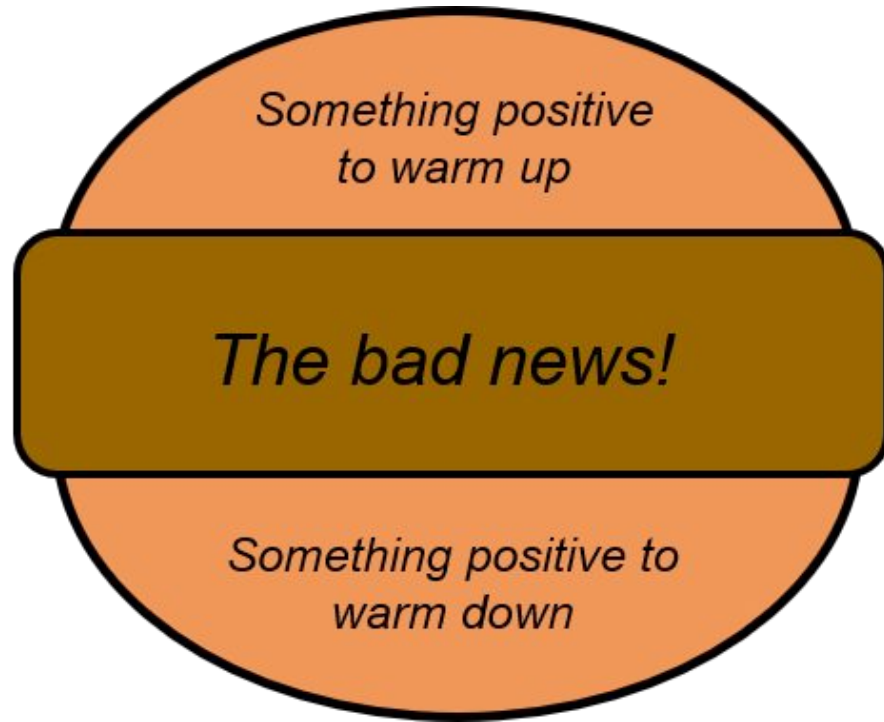 Something positive
to warm up
The bad news!
Something positive to
warm down